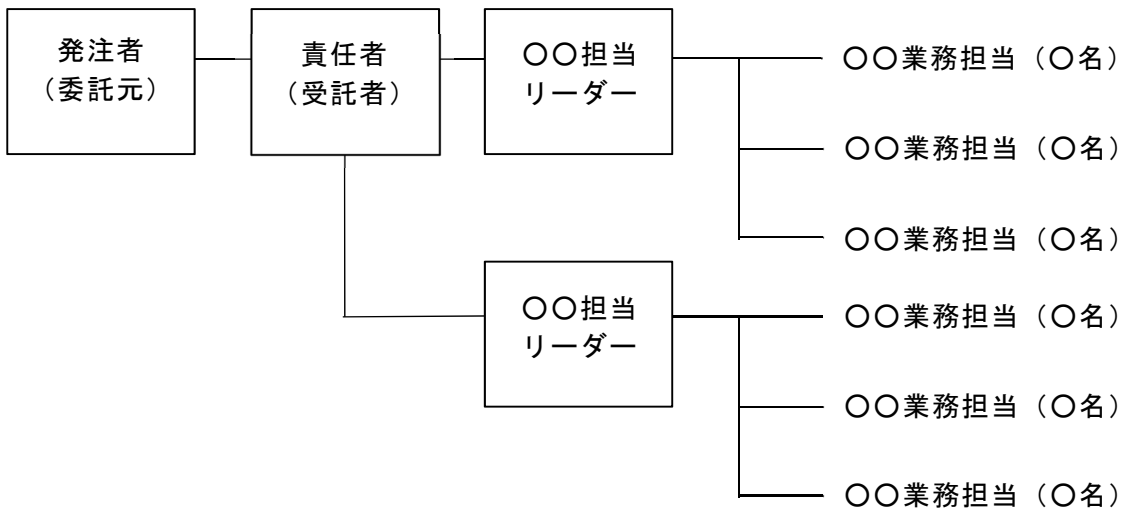 発注者
（委託元）
責任者
（受託者）
〇〇担当
リーダー
〇〇業務担当（〇名）
〇〇業務担当（〇名）
〇〇業務担当（〇名）
〇〇担当
リーダー
〇〇業務担当（〇名）
〇〇業務担当（〇名）
〇〇業務担当（〇名）